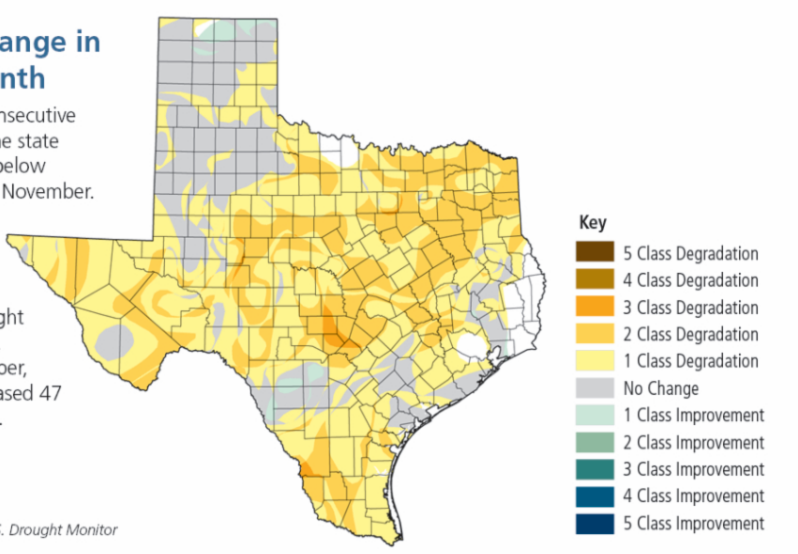 ange in
nth
nsecutive
e state
below
November.
ght
ber,
ased 47
. Drought Monitor
Key
5 Class Degradation
4 Class Degradation
3 Class Degradation
2 Class Degradation
1 Class Degradation
No Change
1 Class Improvement
2 Class Improvement
3 Class Improvement
4 Class Improvement
5 Class Improvement